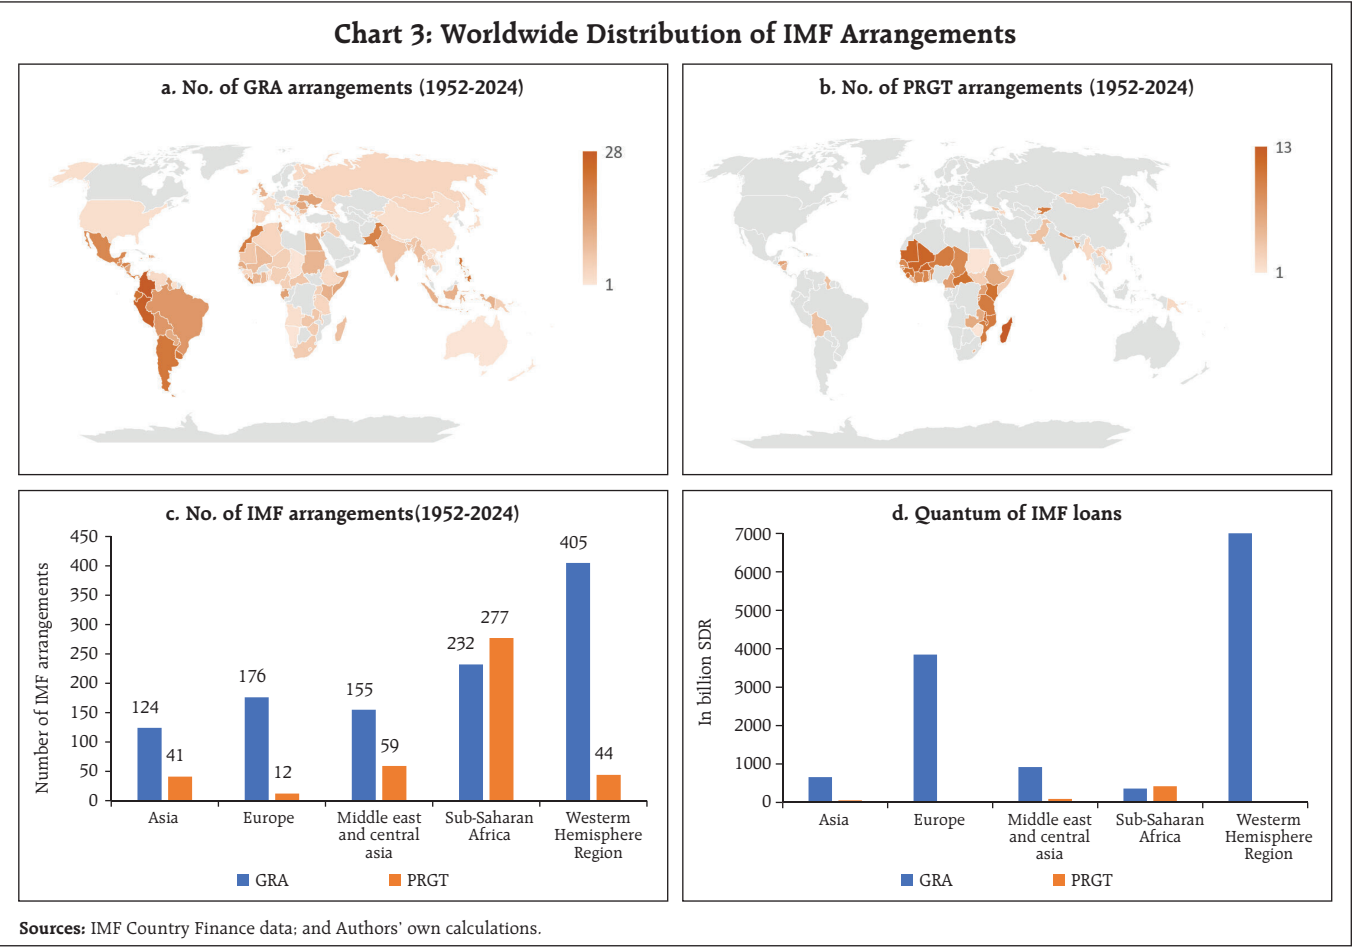 Chart 3: Worldwide Distribution of IMF Arrangements
a. No. of GRA arrangements (1952-2024)
28
1
b. No. of PRGT arrangements (1952-2024)
13
1
c. No. of IMF arrangements(1952-2024)
Number of IMF arrangements
450
400
350
300
250
200
150
100
50
0
124
41
176
12
155
59
232
277
405
44
Asia
Europe
Middle east
and central
asia
Sub-Saharan
Africa
Westerm
Hemisphere
Region
GRA
PRGT
d. Quantum of IMF loans
In billion SDR
7000
6000
5000
4000
3000
2000
1000
0
Asia
Europe
Middle east
and central
asia
Sub-Saharan
Africa
Westerm
Hemisphere
Region
GRA
PRGT
Sources: IMF Country Finance data; and Authors' own calculations.